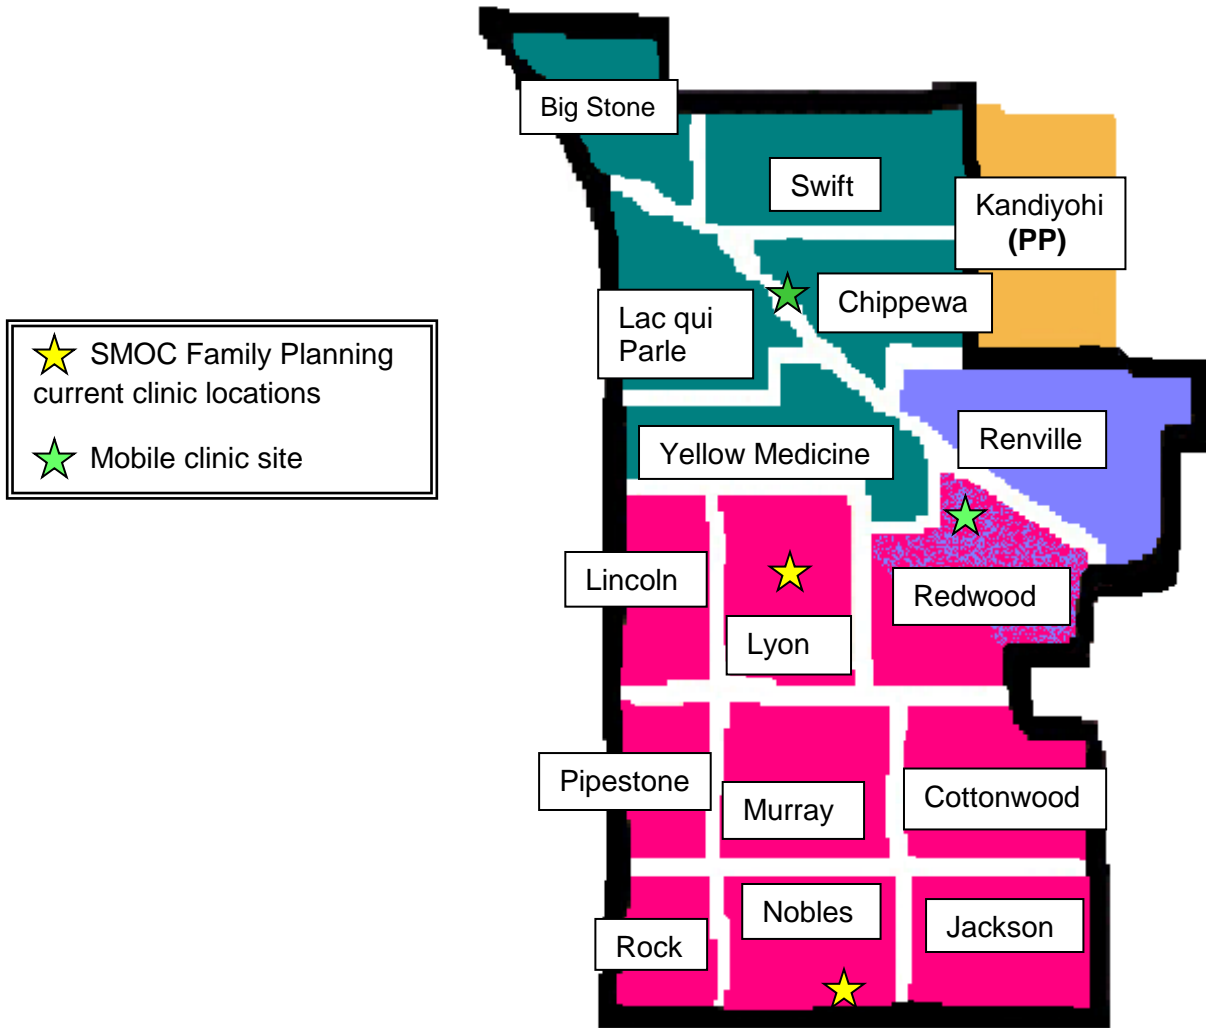 Big Stone
Swift
Kandiyohi
(PP)
Chippewa
Lac qui
Parle
SMOC Family Planning
current clinic locations
Mobile clinic site
Renville
Yellow Medicine
Lincoln
Redwood
Lyon
Pipestone
Murray
Cottonwood
Nobles
Jackson
Rock